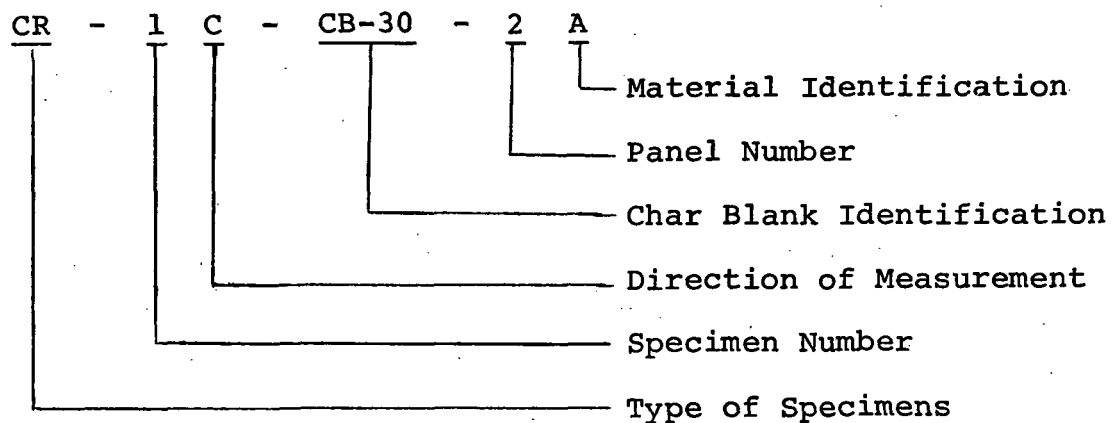 CR - 1 C - CB-30 - 2 A
Material Identification
Panel Number
Char Blank Identification
Direction of Measurement
Specimen Number
Type of Specimens